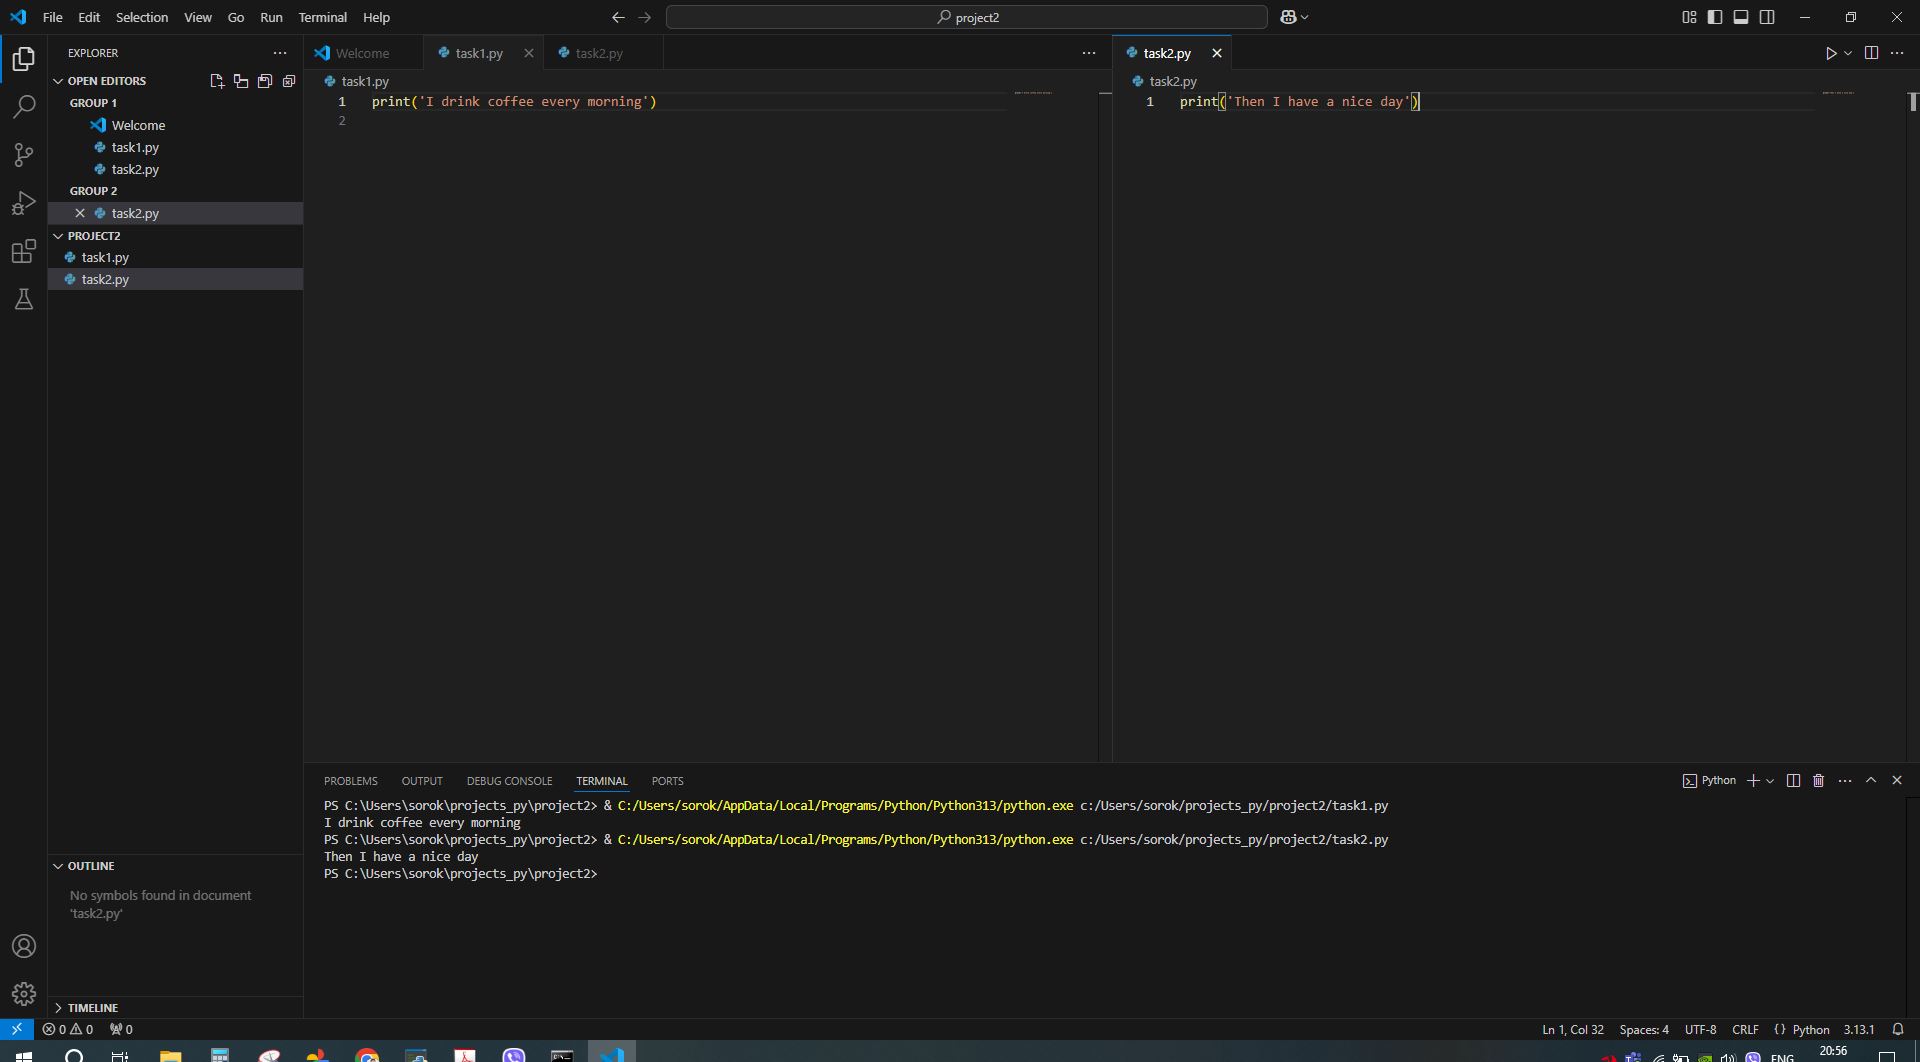 File Edit Selection View Go Run Terminal Help
project2
EXPLORER
OPEN EDITORS
GROUP 1
Welcome
task1.py
task2.py
GROUP 2
task2.py
PROJECT2
task1.py
task2.py
OUTLINE
No symbols found in document
'task2.py'
TIMELINE
Welcome task1.py task2.py
task1.py
1 print('I drink coffee every morning')
2
task2.py
task2.py
1 print('Then I have a nice day')
PROBLEMS OUTPUT DEBUG CONSOLE TERMINAL PORTS
Python
PS C:\Users\sorok\projects_py\project2> & C:/Users/sorok/AppData/Local/Programs/Python/Python313/python.exe c:/Users/sorok/projects_py/project2/task1.py
I drink coffee every morning
PS C:\Users\sorok\projects_py\project2> & C:/Users/sorok/AppData/Local/Programs/Python/Python313/python.exe c:/Users/sorok/projects_py/project2/task2.py
Then I have a nice day
PS C:\Users\sorok\projects_py\project2>
0 0 0
Ln 1, Col 32 Spaces: 4 UTF-8 CRLF {} Python 3.13.1
ENG
20:56